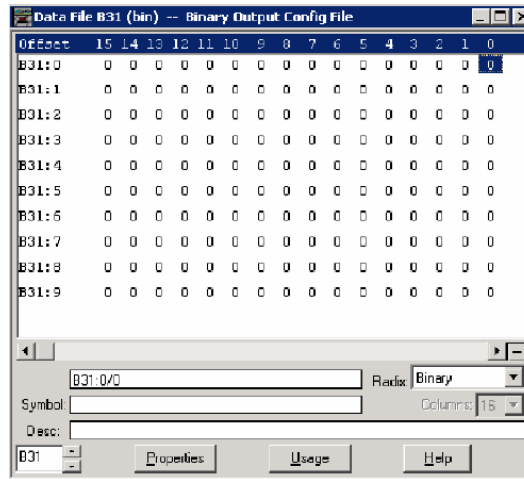 Data File B31 (bin) -- Binary Output Config File
Offset 15 14 13 12 11 10 9 8 7 6 5 4 3 2 1 0
B31:0 0 0 0 0 0 0 0 0 0 0 0 0 0 0 0 0
B31:1 0 0 0 0 0 0 0 0 0 0 0 0 0 0 0 0
B31:2 0 0 0 0 0 0 0 0 0 0 0 0 0 0 0 0
B31:3 0 0 0 0 0 0 0 0 0 0 0 0 0 0 0 0
B31:4 0 0 0 0 0 0 0 0 0 0 0 0 0 0 0 0
B31:5 0 0 0 0 0 0 0 0 0 0 0 0 0 0 0 0
B31:6 0 0 0 0 0 0 0 0 0 0 0 0 0 0 0 0
B31:7 0 0 0 0 0 0 0 0 0 0 0 0 0 0 0 0
B31:8 0 0 0 0 0 0 0 0 0 0 0 0 0 0 0 0
B31:9 0 0 0 0 0 0 0 0 0 0 0 0 0 0 0 0
B31:0/0 Radix: Binary
Symbol: Columns: 16
Desc:
B31 Properties Usage Help